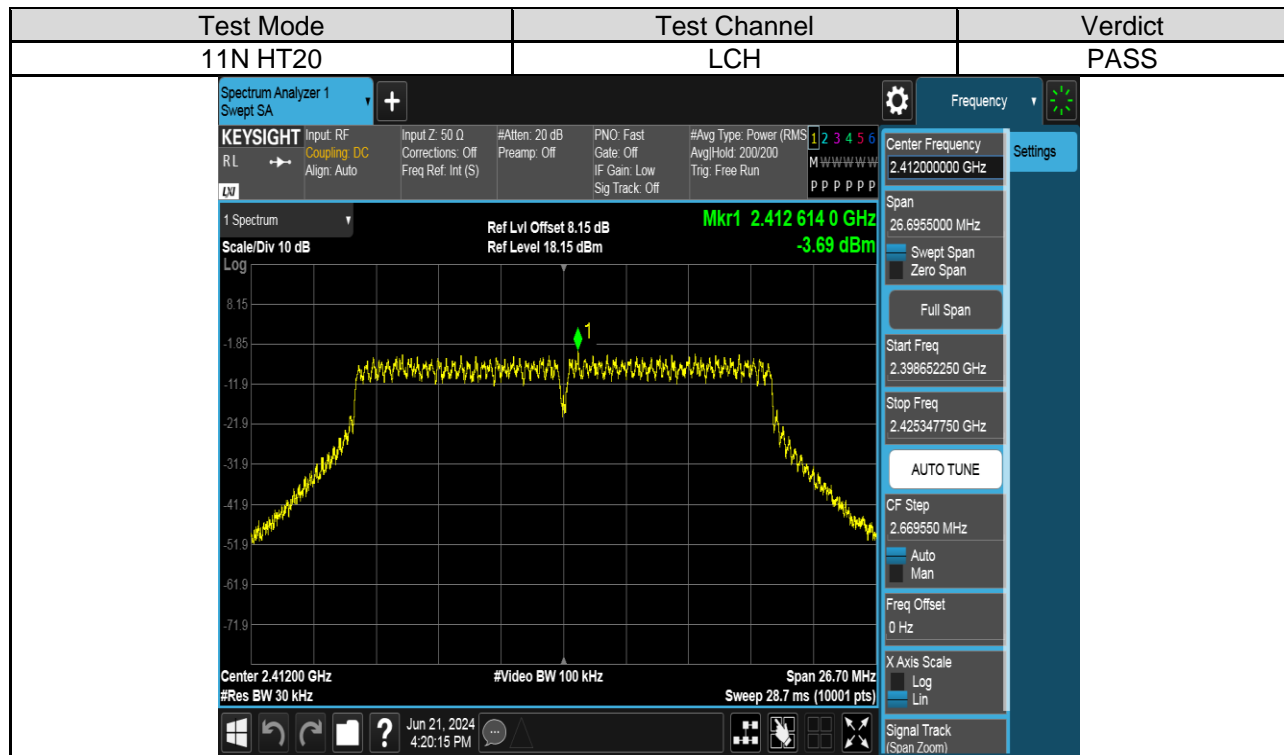 Test Mode Test Channel Verdict
11N HT20 LCH PASS
Spectrum Analyzer 1
Swept SA
+
Frequency
KEYSIGHT Input: RF Input Z: 50 Ω #Atten: 20 dB PNO: Fast #Avg Type: Power (RMS 1 2 3 4 5 6
RL Coupling: DC Corrections: Off Preamp: Off Gate: Off Avg|Hold: 200/200 M W W W W W
Align: Auto Freq Ref: Int (S) IF Gain: Low Trig: Free Run
LXI Sig Track: Off P P P P P P
1 Spectrum Ref Lvl Offset 8.15 dB Mkr1 2.412 614 0 GHz
Scale/Div 10 dB Ref Level 18.15 dBm -3.69 dBm
Log
8.15
1
-1.85
-11.9
-21.9
-31.9
-41.9
-51.9
-61.9
-71.9
Center 2.41200 GHz #Video BW 100 kHz Span 26.70 MHz
#Res BW 30 kHz Sweep 28.7 ms (10001 pts)
? Jun 21, 2024
4:20:15 PM
Center Frequency
2.412000000 GHz
Settings
Span
26.6955000 MHz
Swept Span
Zero Span
Full Span
Start Freq
2.398652250 GHz
Stop Freq
2.425347750 GHz
AUTO TUNE
CF Step
2.669550 MHz
Auto
Man
Freq Offset
0 Hz
X Axis Scale
Log
Lin
Signal Track
(Span Zoom)